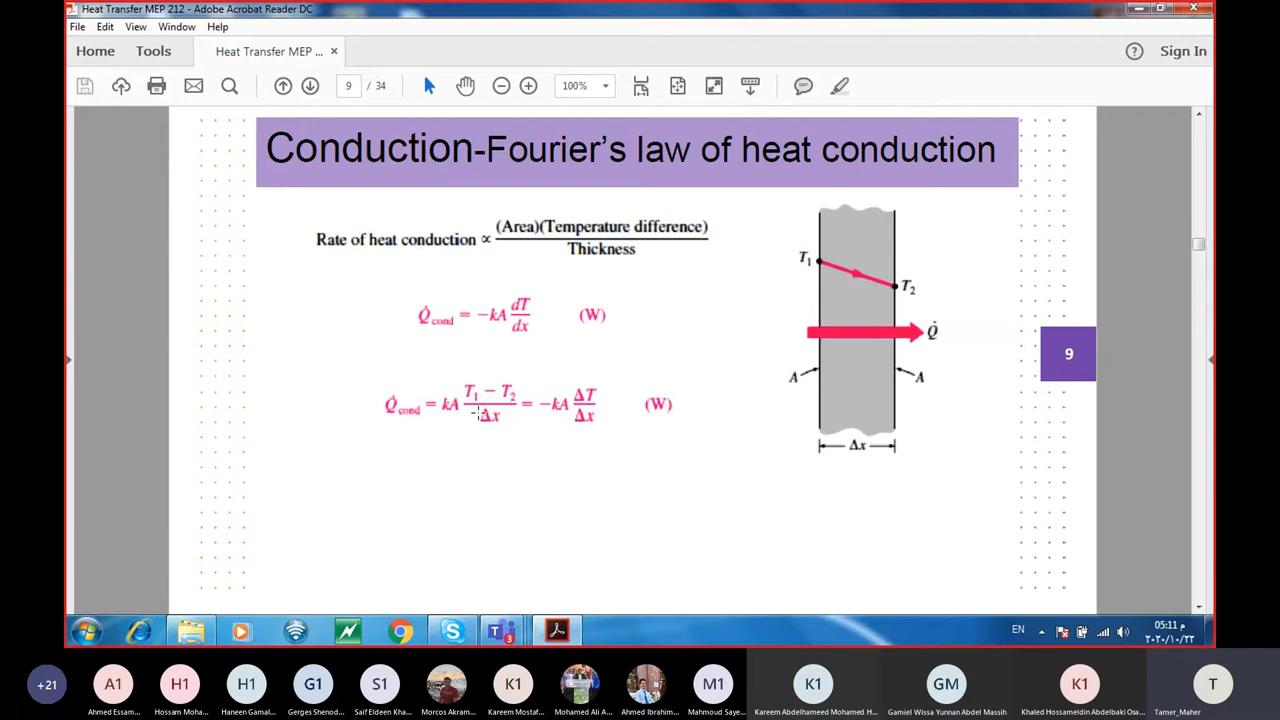 Heat Transfer MEP 212 - Adobe Acrobat Reader DC
File Edit View Window Help
Home Tools Heat Transfer MEP ... × ? Sign In
9 / 34 100%
Conduction-Fourier's law of heat conduction
Rate of heat conduction ∝ (Area)(Temperature difference)
Thickness
Q̇cond = −kA dT/dx (W)
Q̇cond = kA (T1 − T2)/Δx = −kA ΔT/Δx (W)
T1
T2
Q̇
A A
Δx
9
EN
05:11 م
٢٠٢٠/١٠/٢٢
3
+21 A1 H1 H1 G1 S1 K1 M1 K1 GM K1 T
Ahmed Essam... Hossam Moha... Haneen Gamal... Gerges Shenod... Saif Eldeen Kha... Morcos Akram... Kareem Mostaf... Mohamed Ali A... Ahmed Ibrahim... Mahmoud Saye... Kareem Abdelhameed Mohamed H... Gamiel Wissa Yunnan Abdel Massih Khaled Hossameldin Abdelbaki Osa... Tamer_Maher